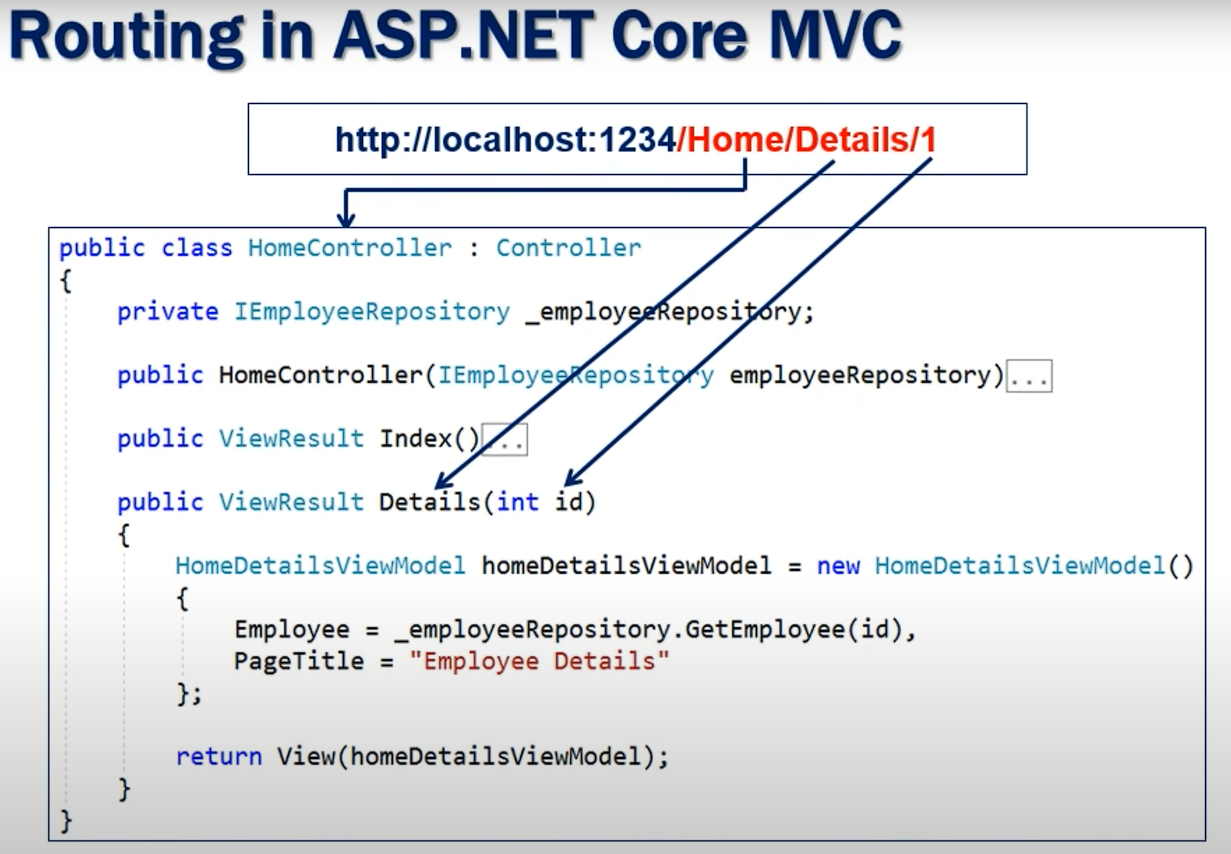 Routing in ASP.NET Core MVC
http://localhost:1234/Home/Details/1
public class HomeController : Controller
{
    private IEmployeeRepository _employeeRepository;
    public HomeController(IEmployeeRepository employeeRepository)...
    public ViewResult Index()...
    public ViewResult Details(int id)
    {
        HomeDetailsViewModel homeDetailsViewModel = new HomeDetailsViewModel()
        {
            Employee = _employeeRepository.GetEmployee(id),
            PageTitle = "Employee Details"
        };
        return View(homeDetailsViewModel);
    }
}